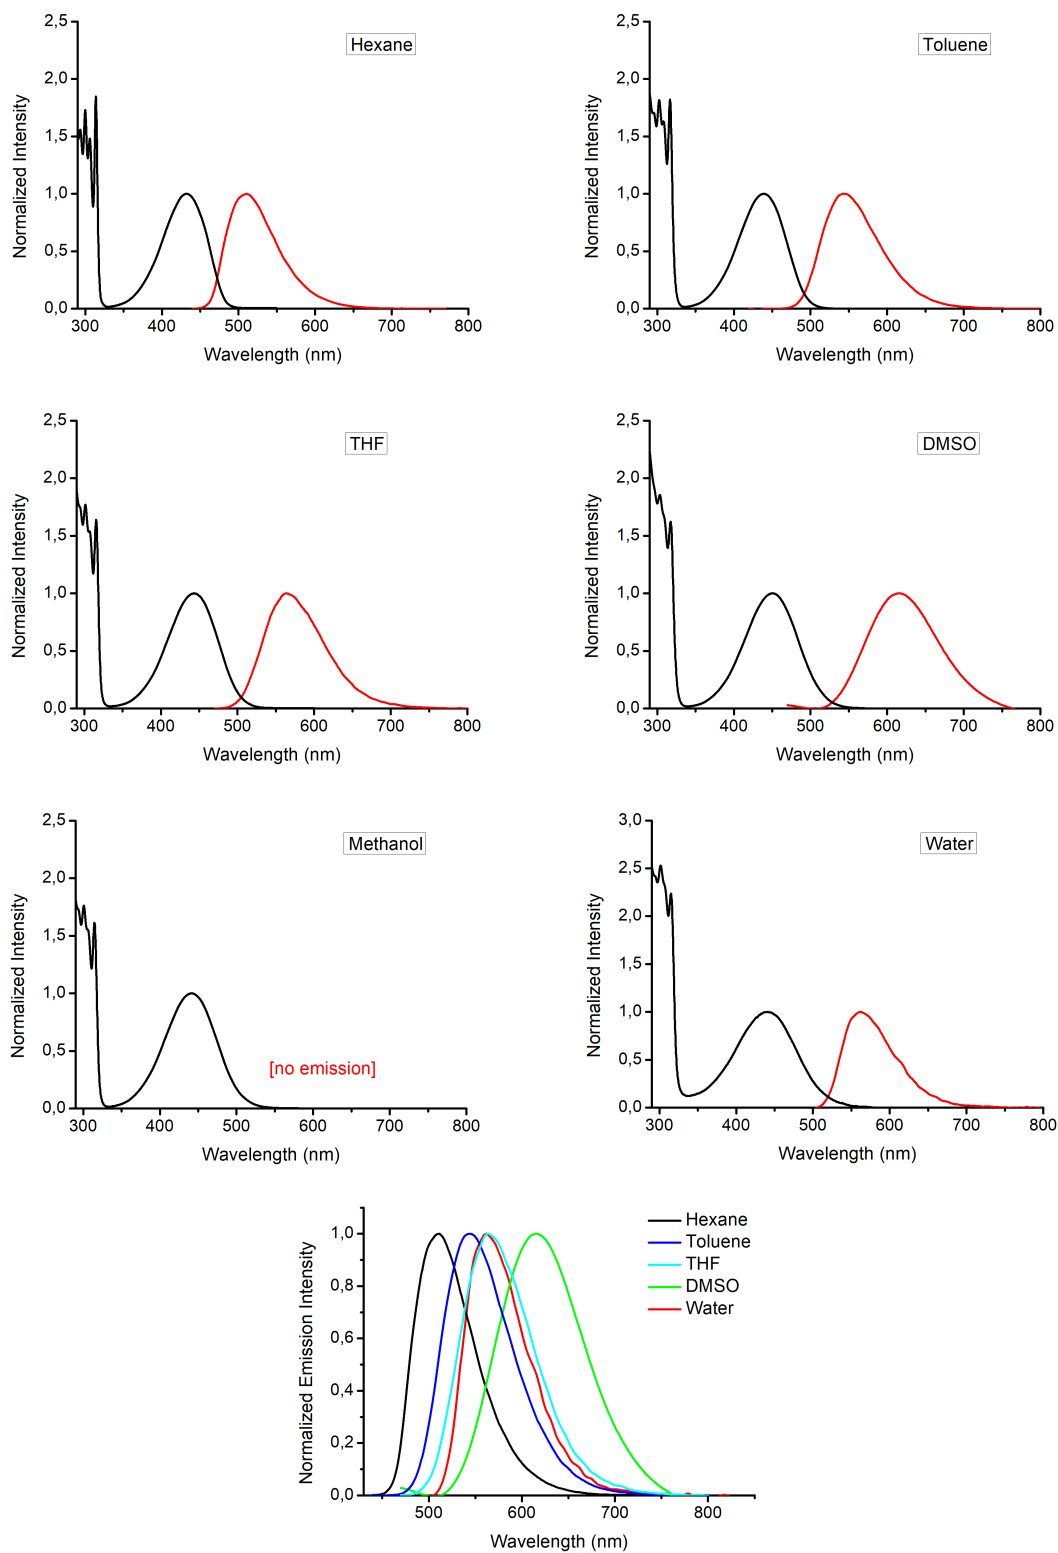 Hexane
Normalized Intensity
2,5
2,0
1,5
1,0
0,5
0,0
300 400 500 600 700 800
Wavelength (nm)
Toluene
Normalized Intensity
2,5
2,0
1,5
1,0
0,5
0,0
300 400 500 600 700 800
Wavelength (nm)
THF
Normalized Intensity
2,5
2,0
1,5
1,0
0,5
0,0
300 400 500 600 700 800
Wavelength (nm)
DMSO
Normalized Intensity
2,5
2,0
1,5
1,0
0,5
0,0
300 400 500 600 700 800
Wavelength (nm)
Methanol
Normalized Intensity
2,5
2,0
1,5
1,0
0,5
0,0
[no emission]
300 400 500 600 700 800
Wavelength (nm)
Water
Normalized Intensity
3,0
2,5
2,0
1,5
1,0
0,5
0,0
300 400 500 600 700 800
Wavelength (nm)
Normalized Emission Intensity
1,0
0,8
0,6
0,4
0,2
0,0
500 600 700 800
Wavelength (nm)
Hexane
Toluene
THF
DMSO
Water